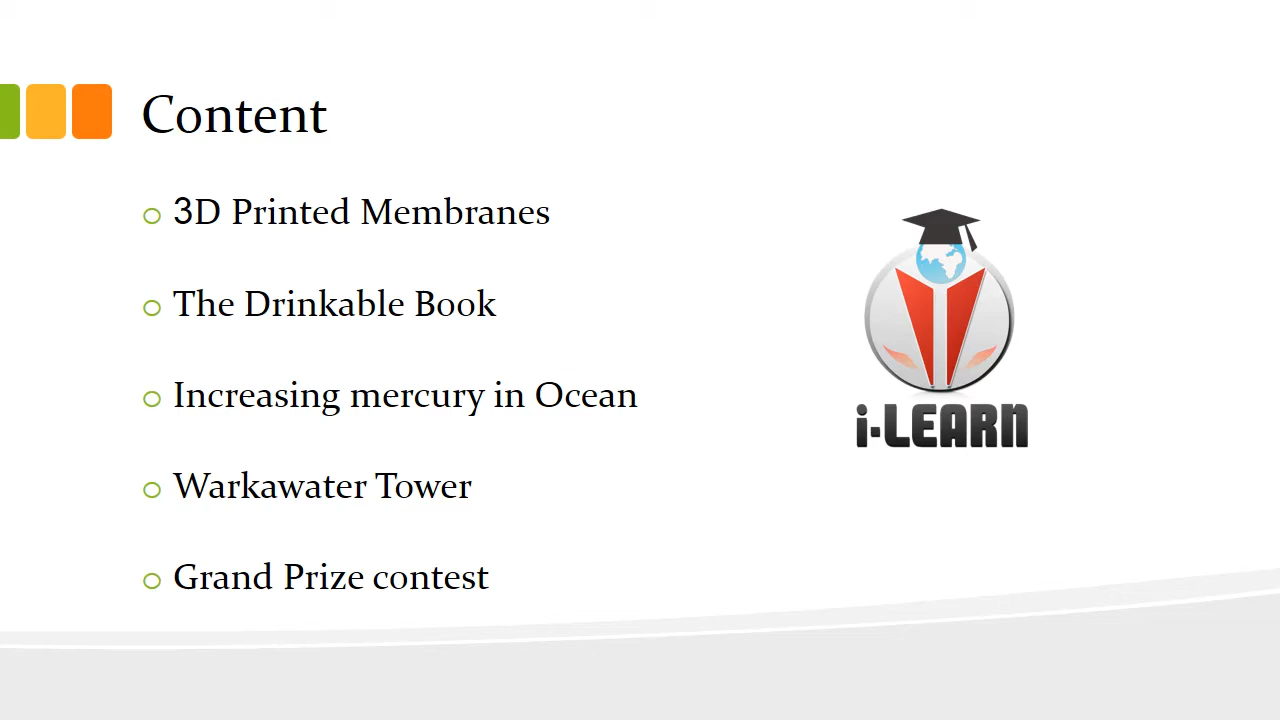 Content
3D Printed Membranes
The Drinkable Book
Increasing mercury in Ocean
Warkawater Tower
Grand Prize contest
i-LEARN